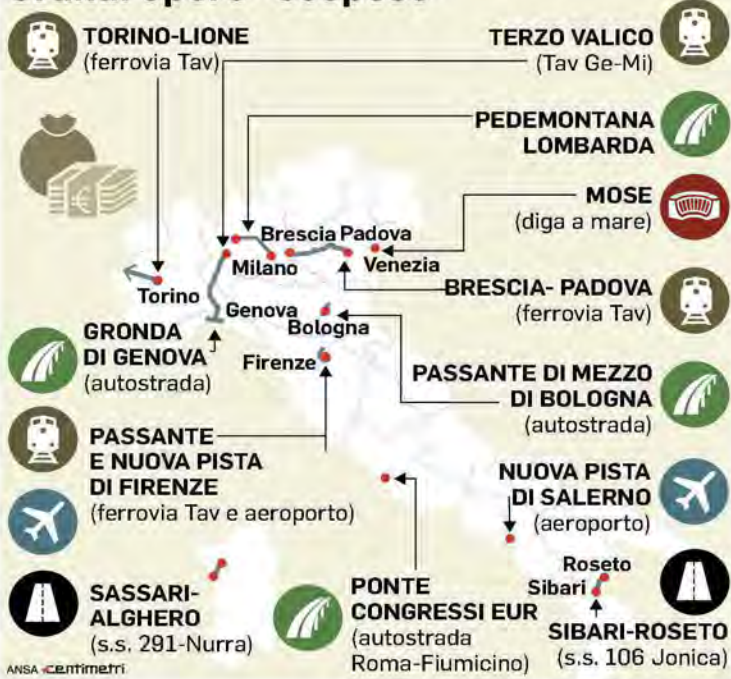 TORINO-LIONE
(ferrovia Tav)
TERZO VALICO
(Tav Ge-Mi)
PEDEMONTANA
LOMBARDA
MOSE
(diga a mare)
Brescia Padova
Milano
Venezia
Torino
BRESCIA- PADOVA
(ferrovia Tav)
Genova
Bologna
GRONDA
DI GENOVA
(autostrada)
Firenze
PASSANTE DI MEZZO
DI BOLOGNA
(autostrada)
PASSANTE
E NUOVA PISTA
DI FIRENZE
(ferrovia Tav e aeroporto)
NUOVA PISTA
DI SALERNO
(aeroporto)
Roseto
Sibari
SASSARI-
ALGHERO
(s.s. 291-Nurra)
PONTE
CONGRESSI EUR
(autostrada
Roma-Fiumicino)
SIBARI-ROSETO
(s.s. 106 Jonica)
ANSA centimetri